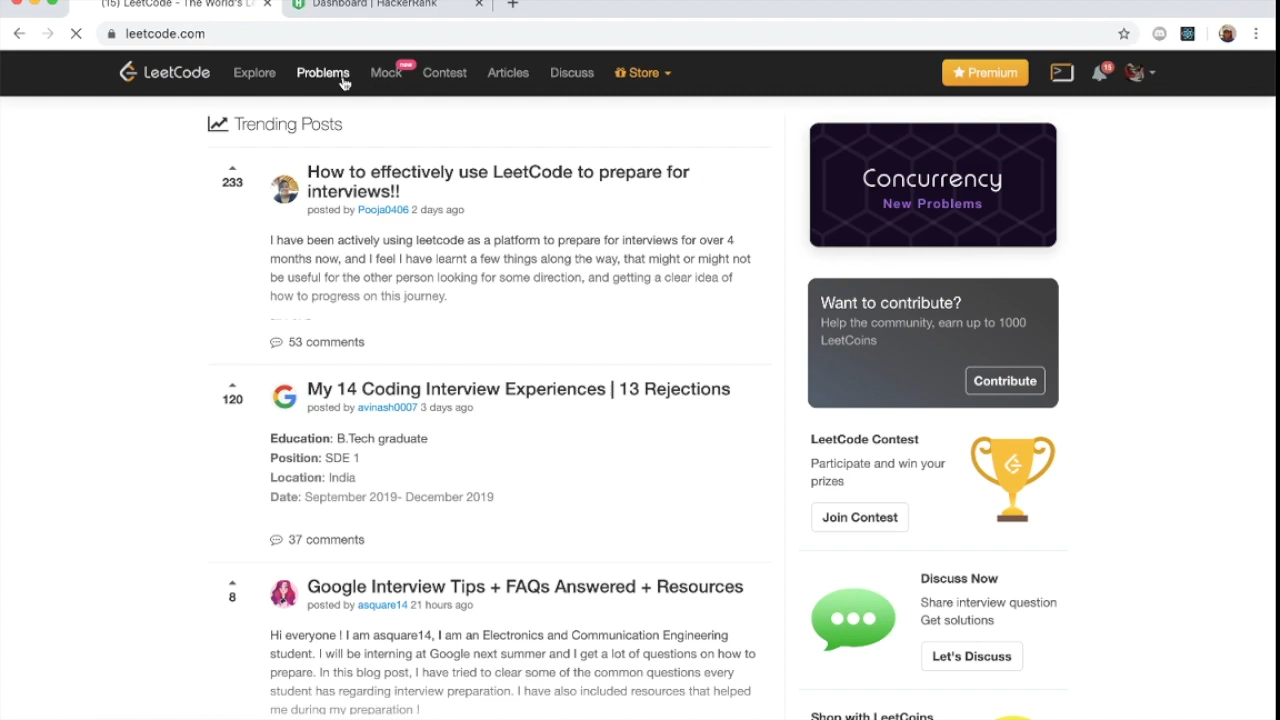 (15) LeetCode - The World's L
Dashboard | HackerRank
leetcode.com
LeetCode Explore Problems Mock new Contest Articles Discuss Store Premium 15
Trending Posts
233
How to effectively use LeetCode to prepare for
interviews!!
posted by Pooja0406 2 days ago
I have been actively using leetcode as a platform to prepare for interviews for over 4
months now, and I feel I have learnt a few things along the way, that might or might not
be useful for the other person looking for some direction, and getting a clear idea of
how to progress on this journey.
53 comments
120
My 14 Coding Interview Experiences | 13 Rejections
posted by avinash0007 3 days ago
Education: B.Tech graduate
Position: SDE 1
Location: India
Date: September 2019- December 2019
37 comments
8
Google Interview Tips + FAQs Answered + Resources
posted by asquare14 21 hours ago
Hi everyone ! I am asquare14, I am an Electronics and Communication Engineering
student. I will be interning at Google next summer and I get a lot of questions on how to
prepare. In this blog post, I have tried to clear some of the common questions every
student has regarding interview preparation. I have also included resources that helped
me during my preparation !
Concurrency
New Problems
Want to contribute?
Help the community, earn up to 1000
LeetCoins
Contribute
LeetCode Contest
Participate and win your
prizes
Join Contest
Discuss Now
Share interview question
Get solutions
Let's Discuss
Shop with LeetCoins